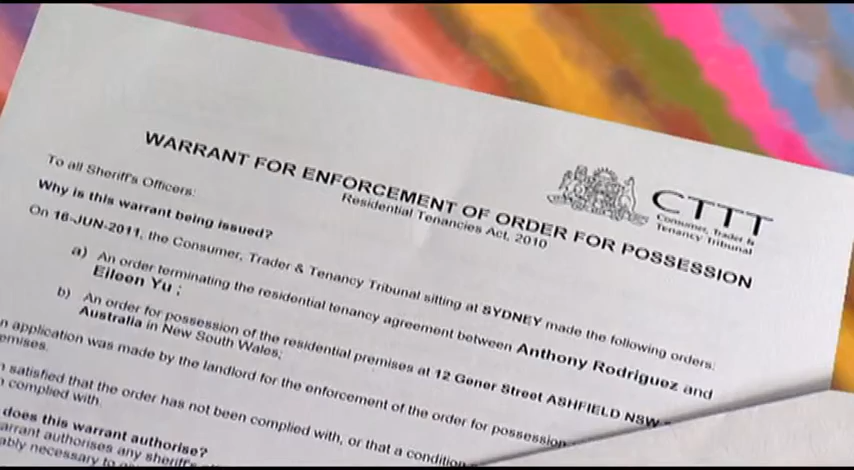 WARRANT FOR ENFORCEMENT OF ORDER FOR POSSESSION
Residential Tenancies Act, 2010
CTTT
Consumer, Trader &
Tenancy Tribunal
To all Sheriff's Officers:
Why is this warrant being issued?
On 16-JUN-2011, the Consumer, Trader & Tenancy Tribunal sitting at SYDNEY made the following orders:
a) An order terminating the residential tenancy agreement between Anthony Rodriguez and
Eileen Yu ;
b) An order for possession of the residential premises at 12 Gener Street ASHFIELD NSW
Australia in New South Wales;
application was made by the landlord for the enforcement of the order for possession
satisfied that the order has not been complied with, or that a condition
complied with.
does this warrant authorise?
authorises any sheriff's
necessary to